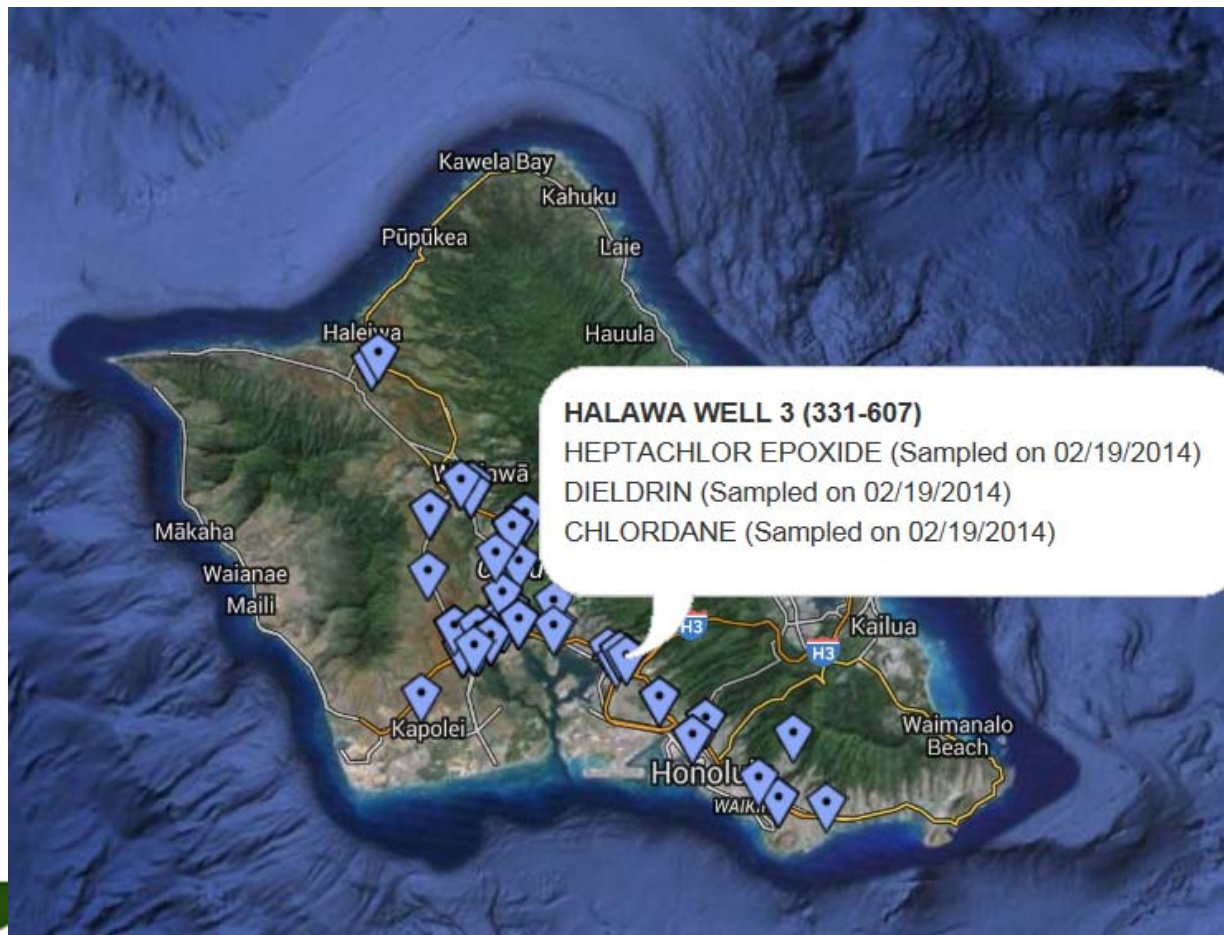 Kawela Bay
Kahuku
Pūpūkea
Laie
Haleiwa
Hauula
HALAWA WELL 3 (331-607)
HEPTACHLOR EPOXIDE (Sampled on 02/19/2014)
DIELDRIN (Sampled on 02/19/2014)
CHLORDANE (Sampled on 02/19/2014)
Mākaha
Waianae
Maili
H3
Kailua
H3
Kapolei
Waimanalo
Beach